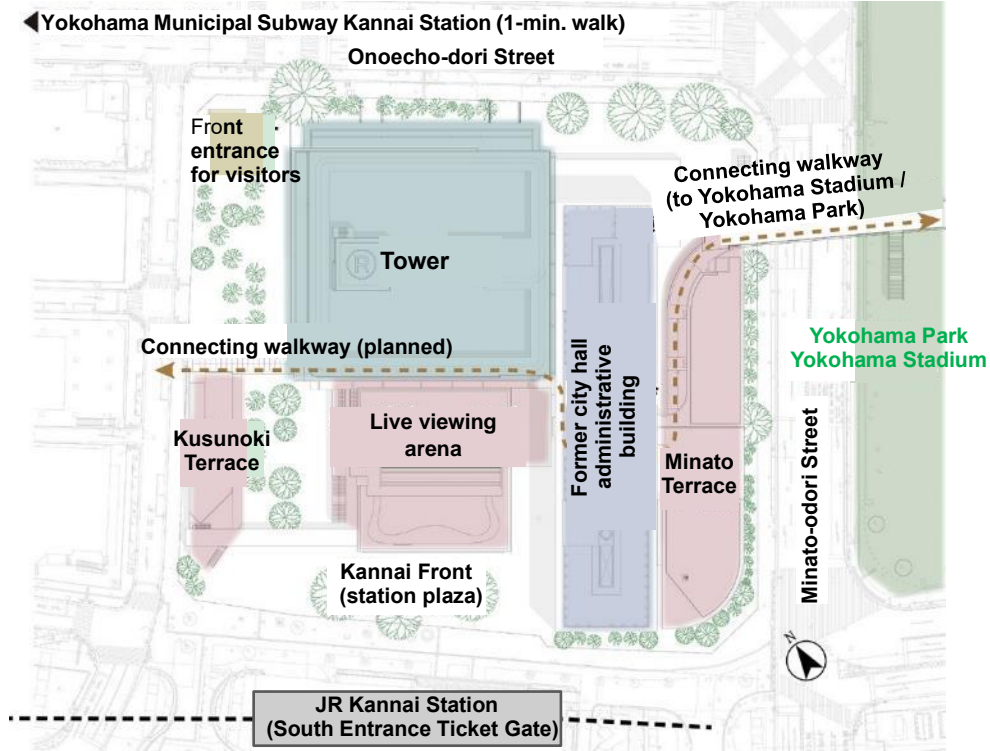 ◀Yokohama Municipal Subway Kannai Station (1-min. walk)
Onoecho-dori Street
Front
entrance
for visitors
Connecting walkway
(to Yokohama Stadium /
Yokohama Park)
Tower
R
Connecting walkway (planned)
Yokohama Park
Yokohama Stadium
Kusunoki
Terrace
Live viewing
arena
Former city hall
administrative
building
Minato
Terrace
Minato-odori Street
Kannai Front
(station plaza)
N
JR Kannai Station
(South Entrance Ticket Gate)